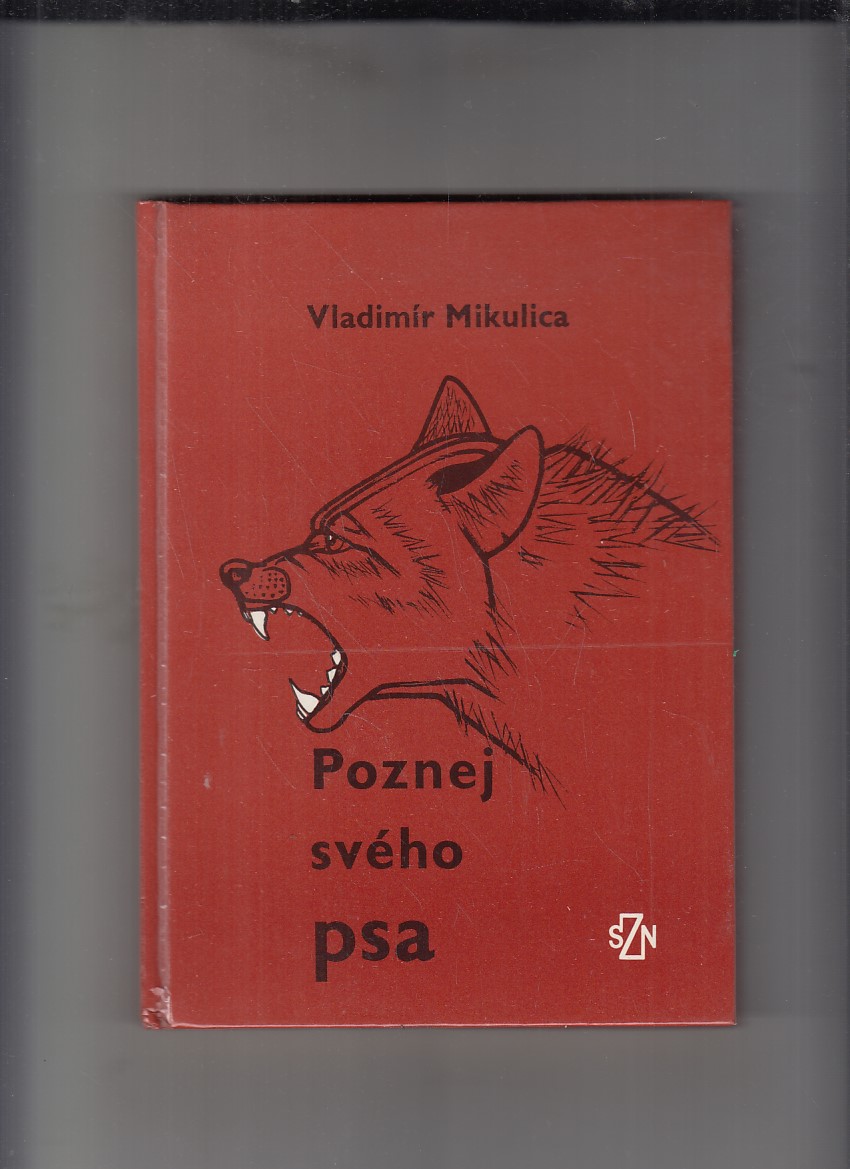 Vladimír Mikulica
Poznej
svého
psa
SZN